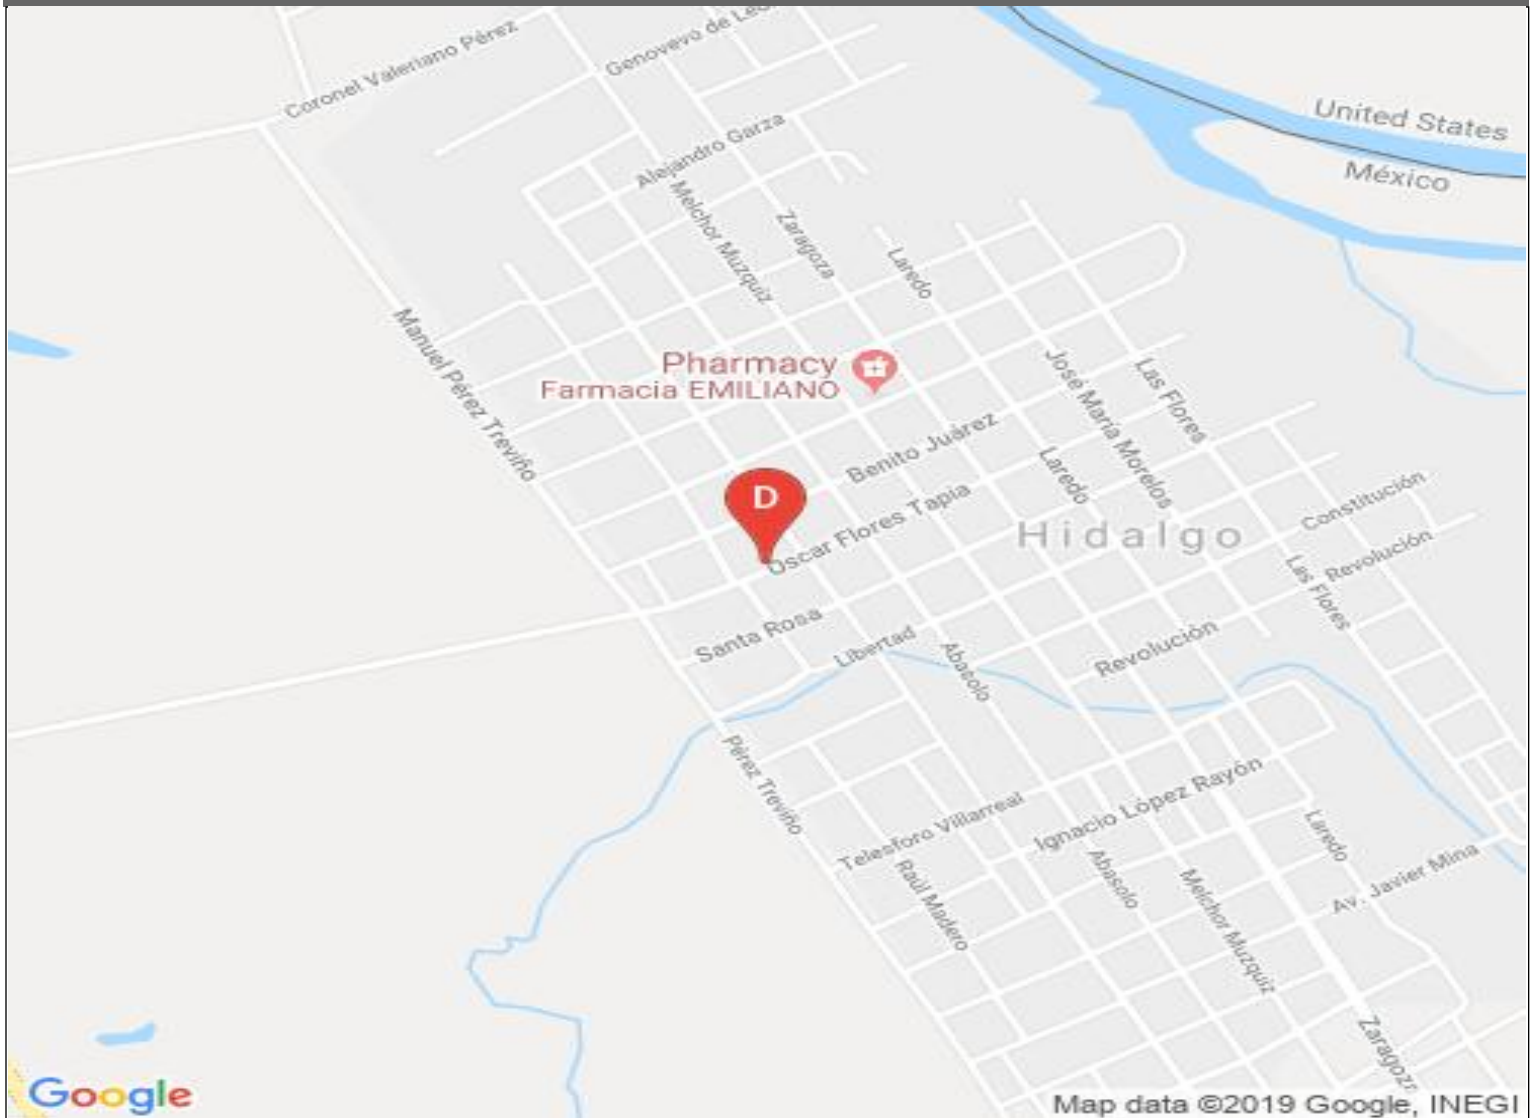 Coronel Valeriano Pérez
Genovevo de Leó
United States
México
Alejandro Garza
Melchor Muzquiz
Zaragoza
Laredo
Manuel Pérez Treviño
Pharmacy
Farmacia EMILIANO
José María Morelos
Las Flores
Benito Juárez
Laredo
D
Oscar Flores Tapia
Hidalgo
Constitución
Revolución
Las Flores
Santa Rosa
Libertad
Abasolo
Revolución
Pérez Treviño
Telesforo Villarreal
Ignacio López Rayón
Laredo
Raúl Madero
Abasolo
Melchor Muzquiz
Av. Javier Mina
Zaragoza
Google
Map data ©2019 Google, INEGI